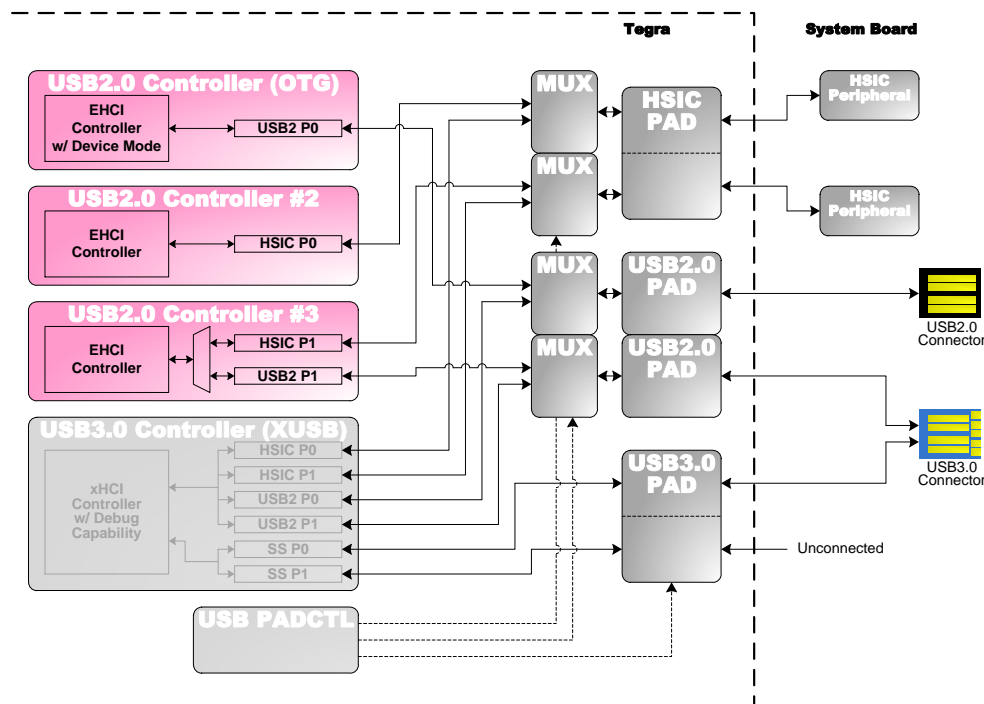 Tegra
System Board
USB2.0 Controller (OTG)
EHCI
Controller
w/ Device Mode
USB2 P0
MUX
HSIC
PAD
HSIC
Peripheral
MUX
USB2.0 Controller #2
EHCI
Controller
HSIC P0
HSIC
Peripheral
MUX
USB2.0
PAD
USB2.0
Connector
USB2.0 Controller #3
EHCI
Controller
HSIC P1
USB2 P1
MUX
USB2.0
PAD
USB3.0
Connector
USB3.0 Controller (XUSB)
xHCI
Controller
w/ Debug
Capability
HSIC P0
HSIC P1
USB2 P0
USB2 P1
SS P0
SS P1
USB3.0
PAD
Unconnected
USB PADCTL